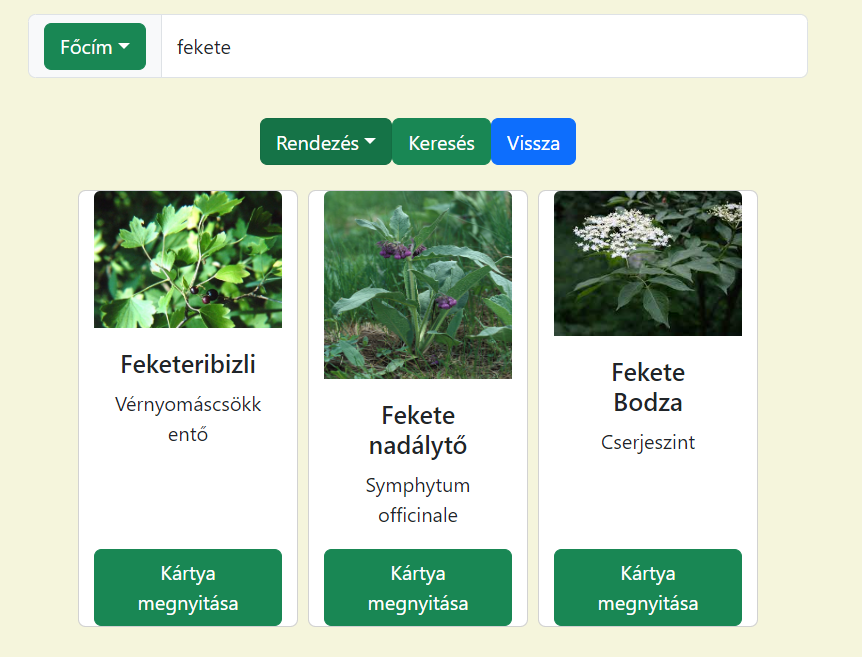 Főcím fekete
Rendezés Keresés Vissza
Feketeribizli
Vérnyomáscsökk
entő
Kártya
megnyitása
Fekete
nadálytő
Symphytum
officinale
Kártya
megnyitása
Fekete
Bodza
Cserjeszint
Kártya
megnyitása